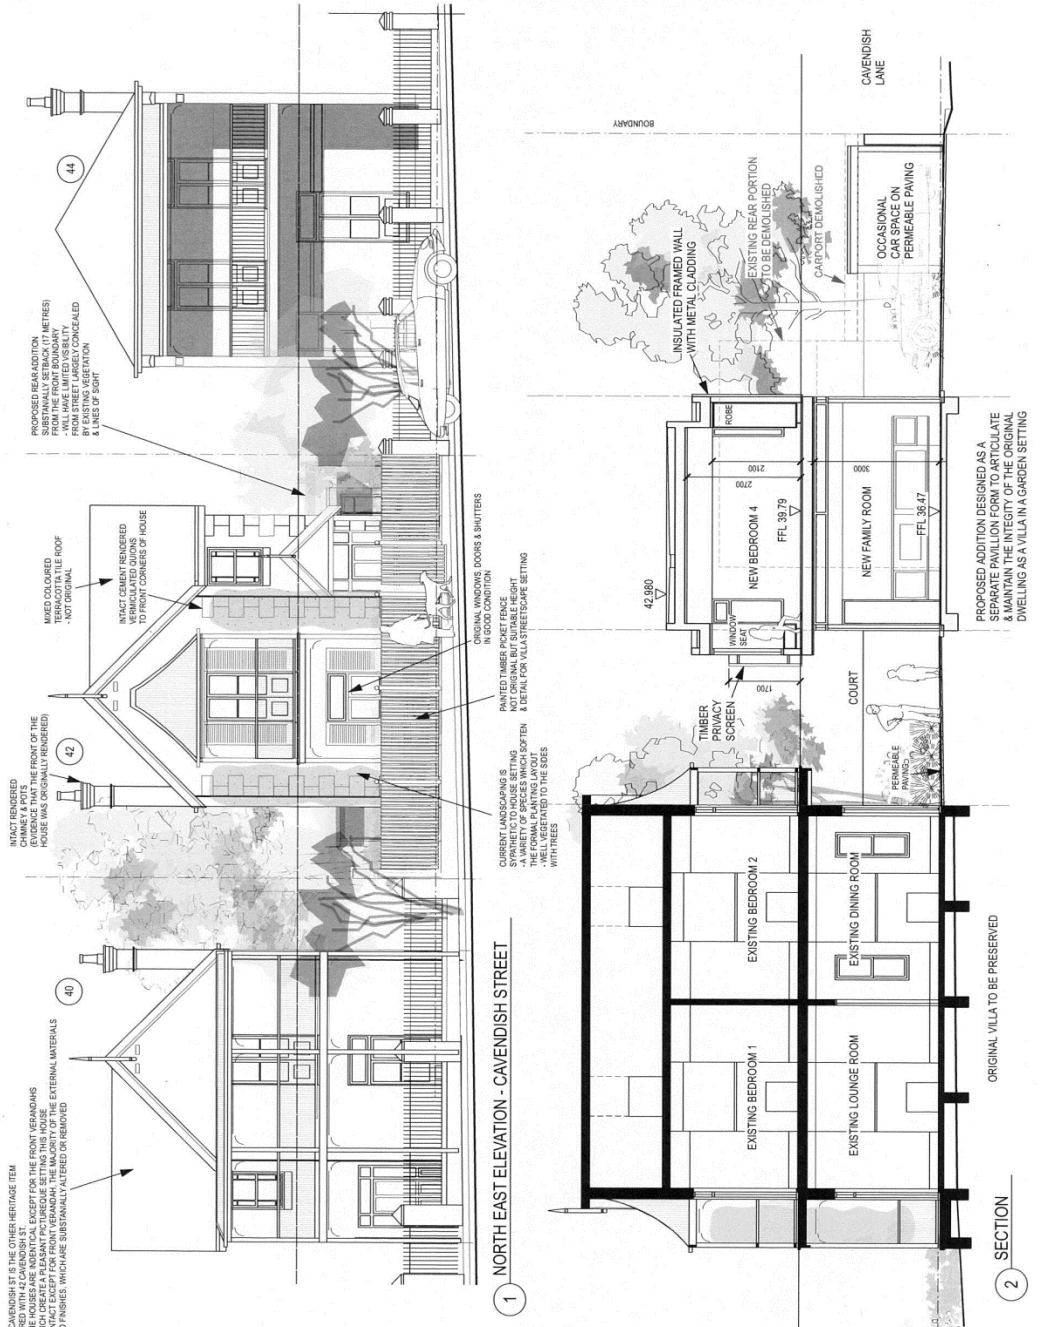 CAVENDISH ST IS THE OTHER HERITAGE ITEM
RED WITH 42 CAVENDISH ST.
HE HOUSES ARE INDENTICAL EXCEPT FOR THE FRONT VERANDAHS
ICH CREATE A PLEASANT PICTUREQUE SETTING THIS HOUSE
NTACT EXCEPT FOR FRONT VERANDAH. THE MAJORITY OF THE EXTERNAL MATERIALS
D FINISHES, WHICH ARE SUBSTANIALLY ALTERED OR REMOVED
40
INTACT RENDERED
CHIMNEY & POTS
(EVIDENCE THAT THE FRONT OF THE
HOUSE WAS ORIGINALLY RENDERED)
42
MIXED COLOURED
TERRACOTTA TILE ROOF
- NOT ORIGINAL
INTACT CEMENT RENDERED
VERMICULATED QUIONS
TO FRONT CORNERS OF HOUSE
PROPOSED REAR ADDITION
SUBSTANIALLY SETBACK (17 METRES)
FROM THE FRONT BOUNDARY
- WILL HAVE LIMITED VISIBILITY
FROM STREET LARGELY CONCEALED
BY EXISTING VEGETATION
& LINES OF SIGHT
44
CURRENT LANDSCAPING IS
SYPATHETIC TO HOUSE SETTING
- A VARIETY OF SPECIES WHICH SOFTEN
THE FORMAL PLANTING LAYOUT
- WELL VEGETATED TO THE SIDES
WITH TREES
ORIGINAL WINDOWS, DOORS & SHUTTERS
IN GOOD CONDITION
PAINTED TIMBER PICKET FENCE
NOT ORIGINAL BUT SUITABLE HEIGHT
& DETAIL FOR VILLA STREETSCAPE SETTING
1
NORTH EAST ELEVATION - CAVENDISH STREET
BOUNDARY
CAVENDISH
LANE
INSULATED FRAMED WALL
WITH METAL CLADDING
EXISTING REAR PORTION
TO BE DEMOLISHED
CARPORT DEMOLISHED
OCCASIONAL
CAR SPACE ON
PERMEABLE PAVING
42.980
ROBE
2100
2700
3000
NEW BEDROOM 4
FFL 39.79
NEW FAMILY ROOM
FFL 36.47
WINDOW
SEAT
1700
TIMBER
PRIVACY
SCREEN
COURT
PERMEABLE
PAVING
EXISTING BEDROOM 1
EXISTING BEDROOM 2
EXISTING LOUNGE ROOM
EXISTING DINING ROOM
ORIGINAL VILLA TO BE PRESERVED
PROPOSED ADDITION DESIGNED AS A
SEPARATE PAVILION FORM TO ARTICULATE
& MAINTAIN THE INTEGITY OF THE ORIGINAL
DWELLING AS A VILLA IN A GARDEN SETTING
2
SECTION